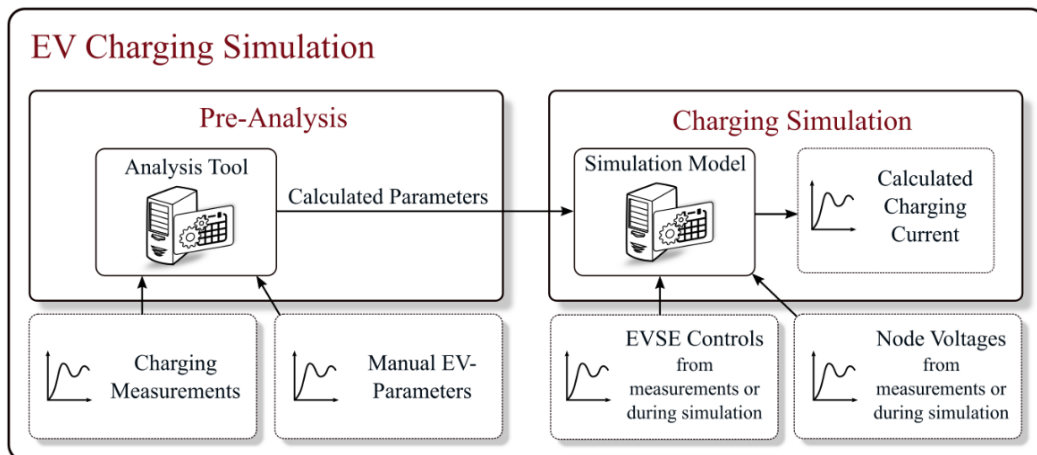 EV Charging Simulation
Pre-Analysis
Analysis Tool
Calculated Parameters
Charging
Measurements
Manual EV-
Parameters
Charging Simulation
Simulation Model
Calculated
Charging
Current
EVSE Controls
from
measurements or
during simulation
Node Voltages
from
measurements or
during simulation